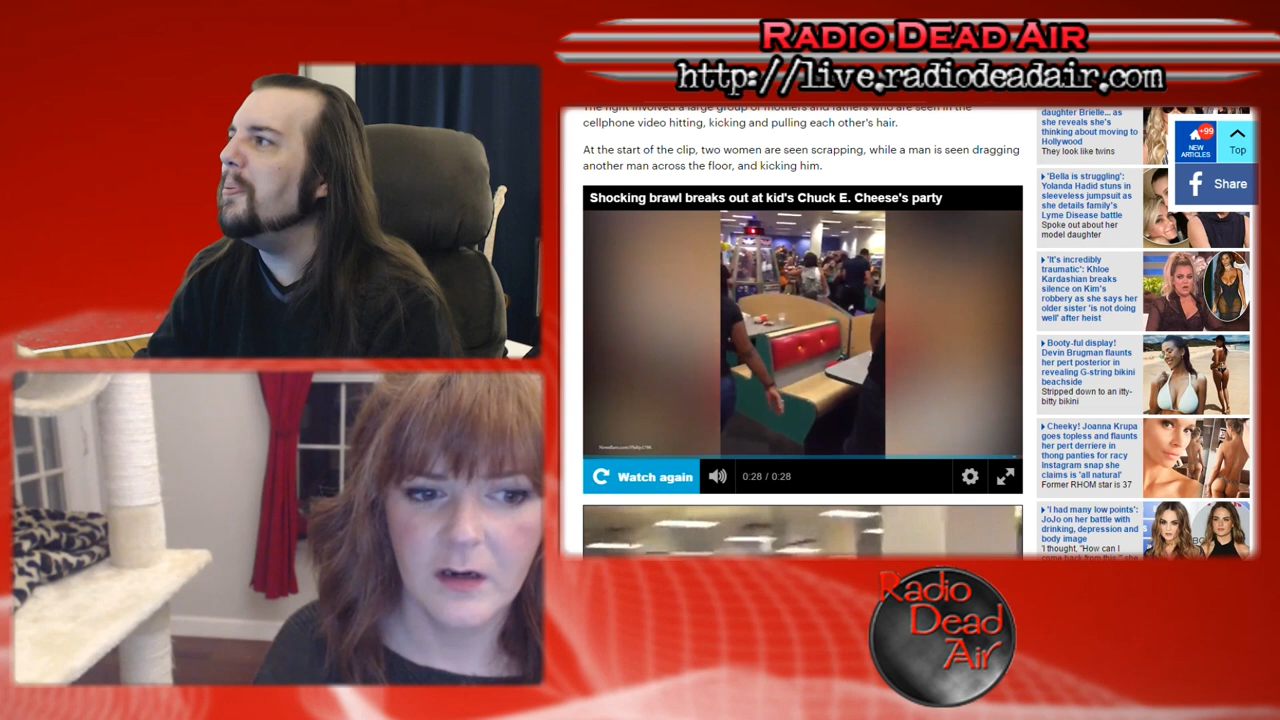 Radio Dead Air
http://live.radiodeadair.com
The fight involved a large group of mothers and fathers who are seen in the
cellphone video hitting, kicking and pulling each other's hair.
At the start of the clip, two women are seen scrapping, while a man is seen dragging
another man across the floor, and kicking him.
Shocking brawl breaks out at kid's Chuck E. Cheese's party
Watch again
0:28 / 0:28
daughter Brielle... as
she reveals she's
thinking about moving to
Hollywood
They look like twins
'Bella is struggling':
Yolanda Hadid stuns in
sleeveless jumpsuit as
she details family's
Lyme Disease battle
Spoke out about her
model daughter
'It's incredibly
traumatic': Khloe
Kardashian breaks
silence on Kim's
robbery as she says her
older sister 'is not doing
well' after heist
Booty-ful display!
Devin Brugman flaunts
her pert posterior in
revealing G-string bikini
beachside
Stripped down to an itty-
bitty bikini
Cheeky! Joanna Krupa
goes topless and flaunts
her pert derriere in
thong panties for racy
Instagram snap she
claims is 'all natural'
Former RHOM star is 37
'I had many low points':
JoJo on her battle with
drinking, depression and
body image
'I thought, "How can I
come back from this:" she
+99
NEW
ARTICLES
Top
f Share
Radio
Dead
Air